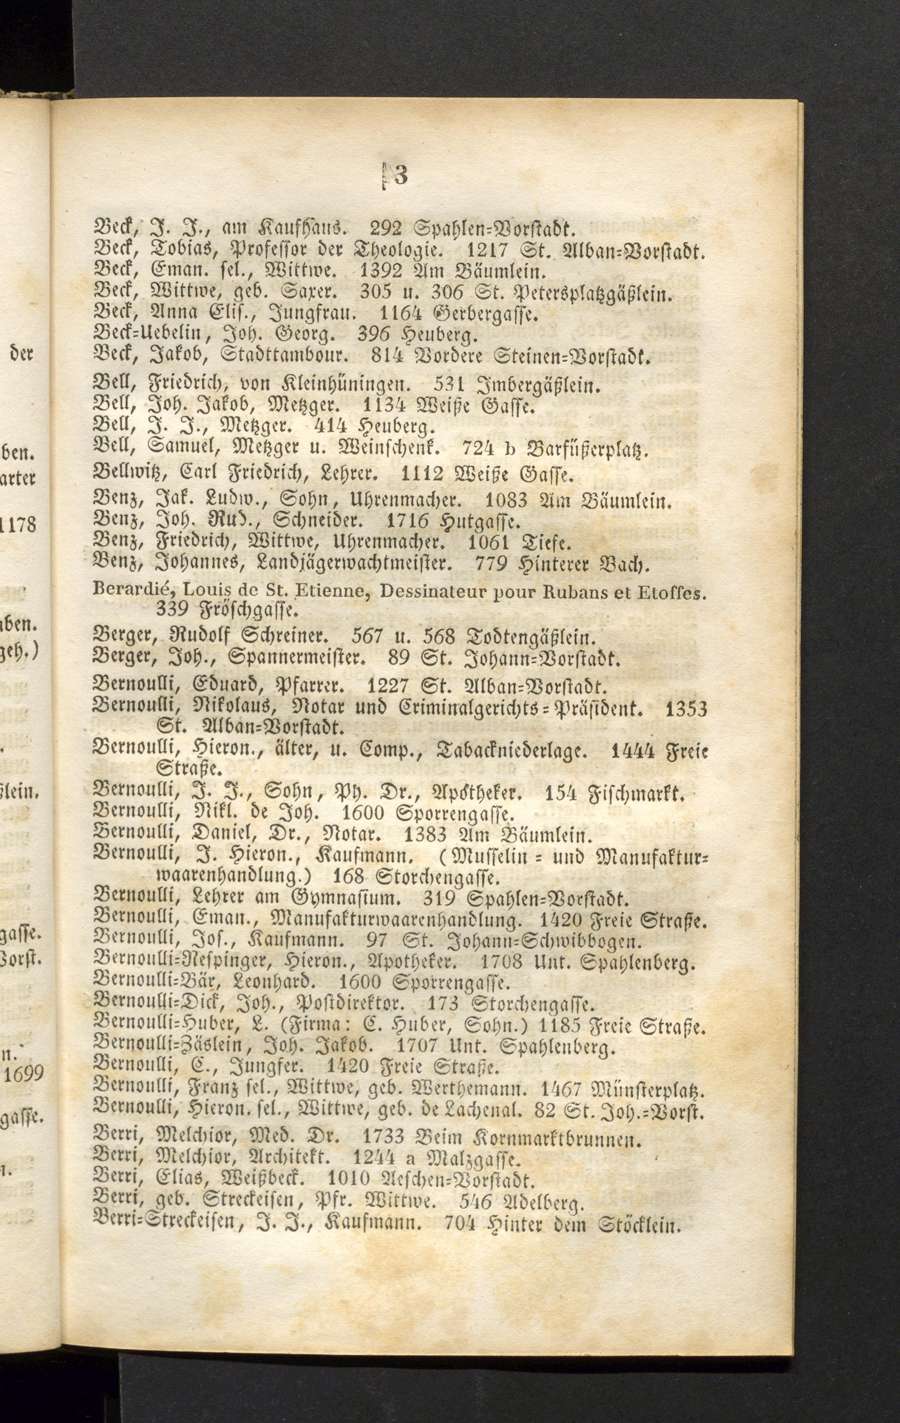 3
Beck, J. J., am Kaufhaus. 292 Spahlen-Vorstadt.
Beck, Tobias, Professor der Theologie. 1217 St. Alban-Vorstadt.
Beck, Eman. sel., Wittwe. 1392 Am Bäumlein.
Beck, Wittwe, geb. Saxer. 305 u. 306 St. Petersplatzgäßlein.
Beck, Anna Elis., Jungfrau. 1164 Gerbergasse.
Beck-Uebelin, Joh. Georg. 396 Heuberg.
Beck, Jakob, Stadttambour. 814 Vordere Steinen-Vorstadt.
Bell, Friedrich, von Kleinhüningen. 531 Imbergäßlein.
Bell, Joh. Jakob, Metzger. 1134 Weiße Gasse.
Bell, J. J., Metzger. 414 Heuberg.
Bell, Samuel, Metzger u. Weinschenk. 724 b Barfüßerplatz.
Bellwitz, Carl Friedrich, Lehrer. 1112 Weiße Gasse.
Benz, Jak. Ludw., Sohn, Uhrenmacher. 1083 Am Bäumlein.
Benz, Joh. Rud., Schneider. 1716 Hutgasse.
Benz, Friedrich, Wittwe, Uhrenmacher. 1061 Tiefe.
Benz, Johannes, Landjägerwachtmeister. 779 Hinterer Bach.
Berardié, Louis de St. Etienne, Dessinateur pour Rubans et Etoffes.
339 Fröschgasse.
Berger, Rudolf Schreiner. 567 u. 568 Todtengäßlein.
Berger, Joh., Spannermeister. 89 St. Johann-Vorstadt.
Bernoulli, Eduard, Pfarrer. 1227 St. Alban-Vorstadt.
Bernoulli, Nikolaus, Notar und Criminalgerichts-Präsident. 1353
St. Alban-Vorstadt.
Bernoulli, Hieron., älter, u. Comp., Tabackniederlage. 1444 Freie
Straße.
Bernoulli, J. J., Sohn, Ph. Dr., Apotheker. 154 Fischmarkt.
Bernoulli, Nikl. de Joh. 1600 Sporrengasse.
Bernoulli, Daniel, Dr., Notar. 1383 Am Bäumlein.
Bernoulli, J. Hieron., Kaufmann. (Musselin- und Manufaktur-
waarenhandlung.) 168 Storchengasse.
Bernoulli, Lehrer am Gymnasium. 319 Spahlen-Vorstadt.
Bernoulli, Eman., Manufakturwaarenhandlung. 1420 Freie Straße.
Bernoulli, Jos., Kaufmann. 97 St. Johann-Schwibbogen.
Bernoulli-Respinger, Hieron., Apotheker. 1708 Unt. Spahlenberg.
Bernoulli-Bär, Leonhard. 1600 Sporrengasse.
Bernoulli-Dick, Joh., Postdirektor. 173 Storchengasse.
Bernoulli-Huber, L. (Firma: C. Huber, Sohn.) 1185 Freie Straße.
Bernoulli-Zäslein, Joh. Jakob. 1707 Unt. Spahlenberg.
Bernoulli, C., Jungfer. 1420 Freie Straße.
Bernoulli, Franz sel., Wittwe, geb. Werthemann. 1467 Münsterplatz.
Bernoulli, Hieron. sel., Wittwe, geb. de Lachenal. 82 St. Joh.-Vorst.
Berri, Melchior, Med. Dr. 1733 Beim Kornmarktbrunnen.
Berri, Melchior, Architekt. 1244 a Malzgasse.
Berri, Elias, Weißbeck. 1010 Aeschen-Vorstadt.
Berri, geb. Streckeisen, Pfr. Wittwe. 546 Adelberg.
Berri-Streckeisen, J. J., Kaufmann. 704 Hinter dem Stöcklein.
der
ben.
arter
1178
aben.
geh.)
gasse.
1699
gasse.